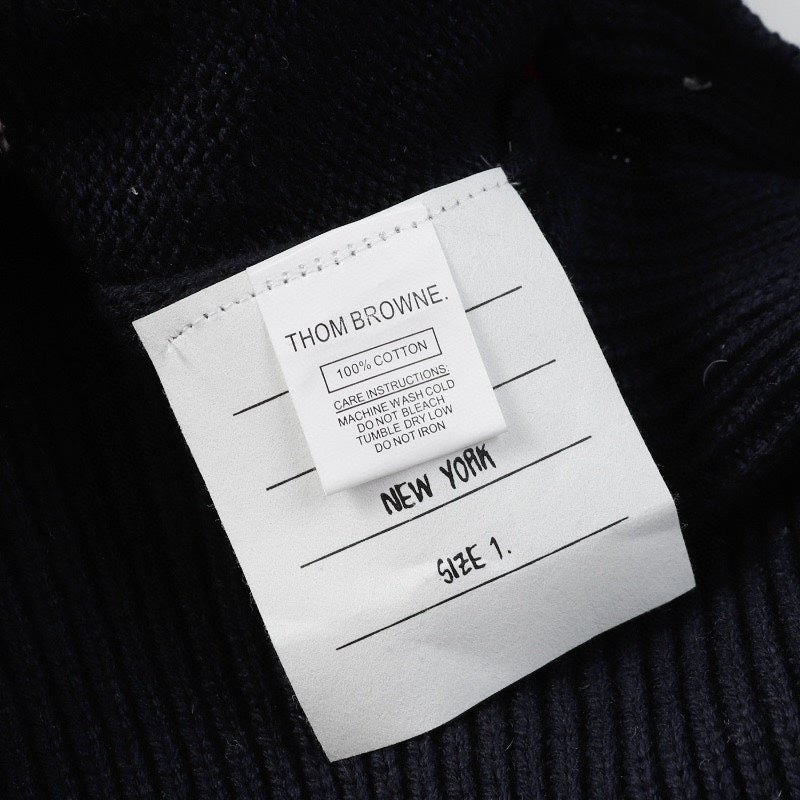 THOM BROWNE.
100% COTTON
CARE INSTRUCTIONS:
MACHINE WASH COLD
DO NOT BLEACH
TUMBLE DRY LOW
DO NOT IRON
NEW YORK
SIZE 1.